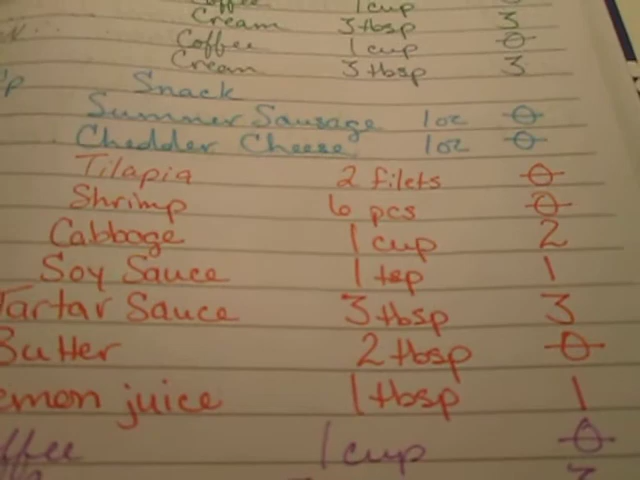 1 cup
Cream 3 tbsp 3
Coffee 1 cup 0
Cream 3 tbsp 3
Snack
Summer Sausage 1oz 0
Chedder Cheese 1oz 0
Tilapia 2 filets 0
Shrimp 6 pcs 0
Cabbage 1 cup 2
Soy Sauce 1 tsp 1
Tartar Sauce 3 tbsp 3
Butter 2 tbsp 0
emon juice 1 tbsp 1
ffee 1 cup 0